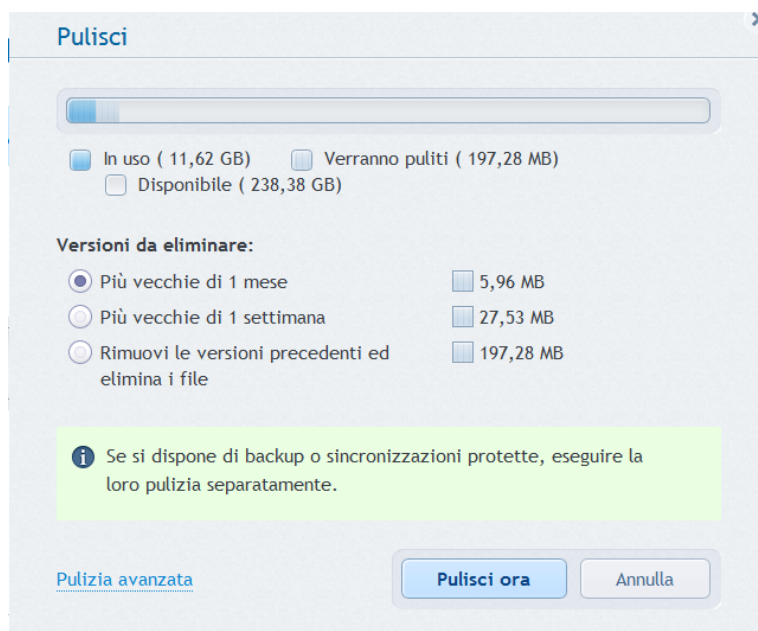 Pulisci
In uso ( 11,62 GB) Verranno puliti ( 197,28 MB)
Disponibile ( 238,38 GB)
Versioni da eliminare:
Più vecchie di 1 mese 5,96 MB
Più vecchie di 1 settimana 27,53 MB
Rimuovi le versioni precedenti ed 197,28 MB
elimina i file
Se si dispone di backup o sincronizzazioni protette, eseguire la
loro pulizia separatamente.
Pulizia avanzata Pulisci ora Annulla